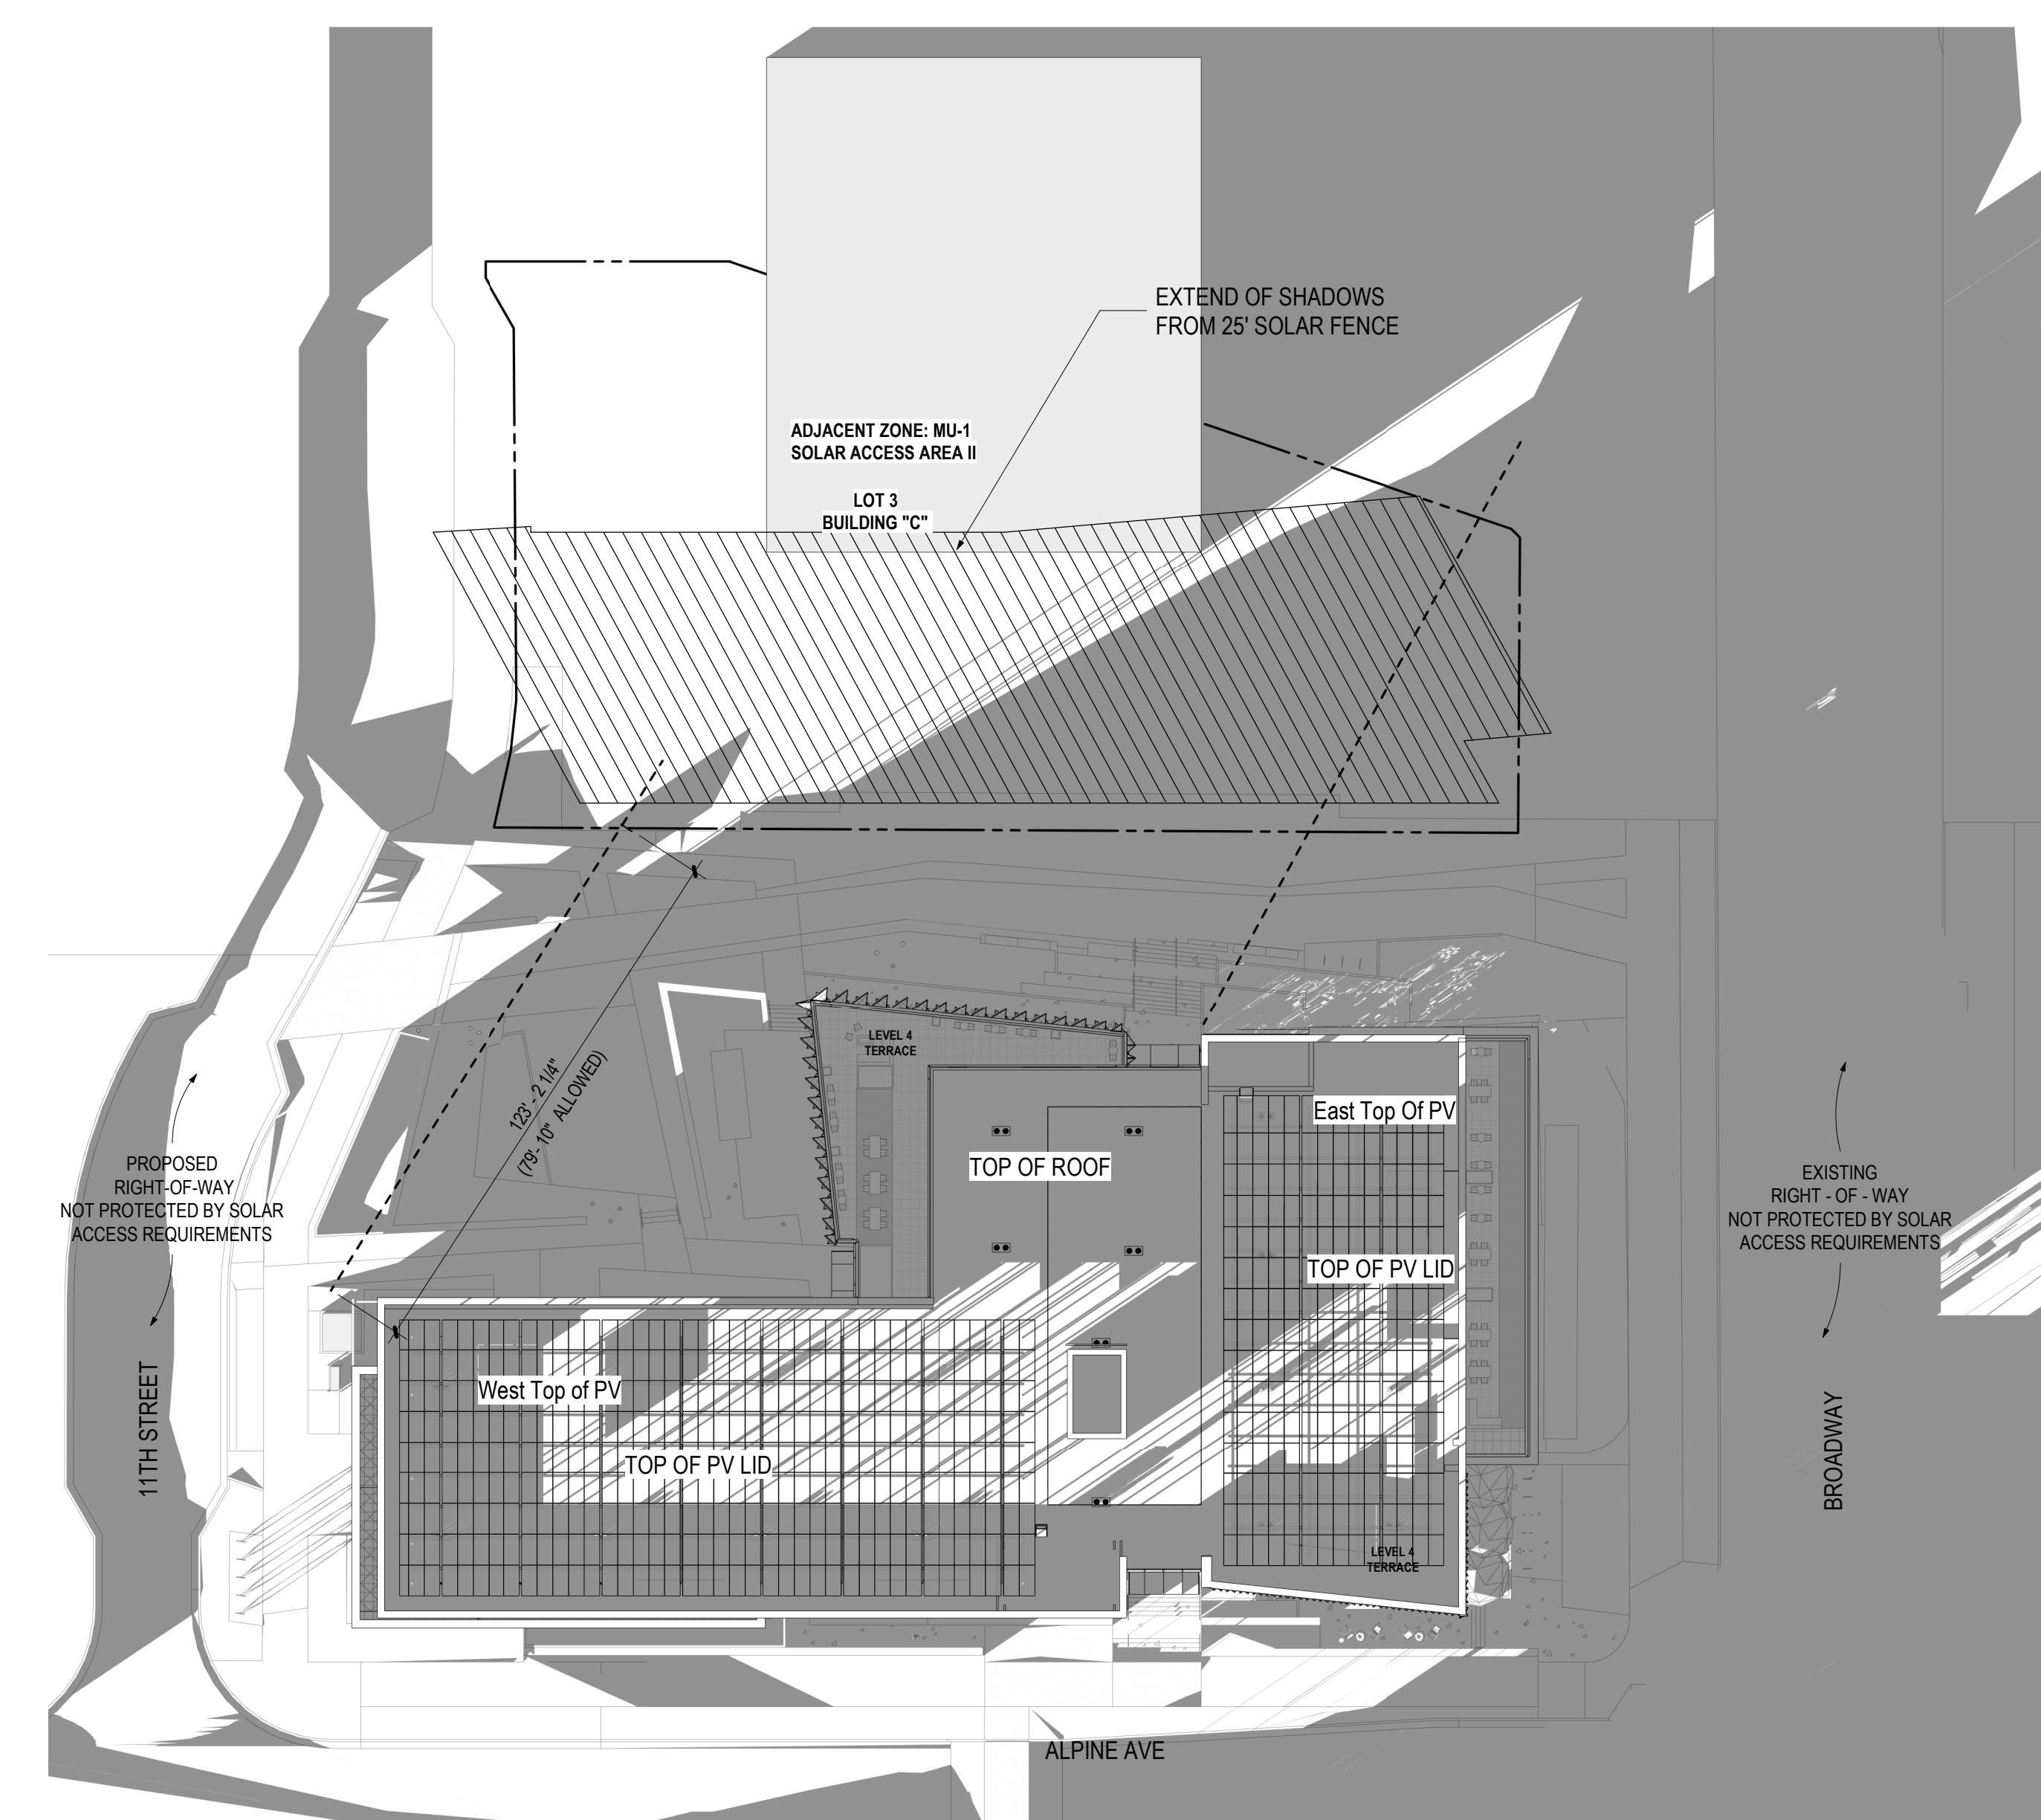 EXTEND OF SHADOWS
FROM 25' SOLAR FENCE
ADJACENT ZONE: MU-1
SOLAR ACCESS AREA II
LOT 3
BUILDING "C"
LEVEL 4
TERRACE
123' - 2 1/4"
(79'- 10" ALLOWED)
East Top Of PV
TOP OF ROOF
PROPOSED
RIGHT-OF-WAY
NOT PROTECTED BY SOLAR
ACCESS REQUIREMENTS
EXISTING
RIGHT - OF - WAY
NOT PROTECTED BY SOLAR
ACCESS REQUIREMENTS
TOP OF PV LID
West Top of PV
TOP OF PV LID
11TH STREET
BROADWAY
LEVEL 4
TERRACE
ALPINE AVE